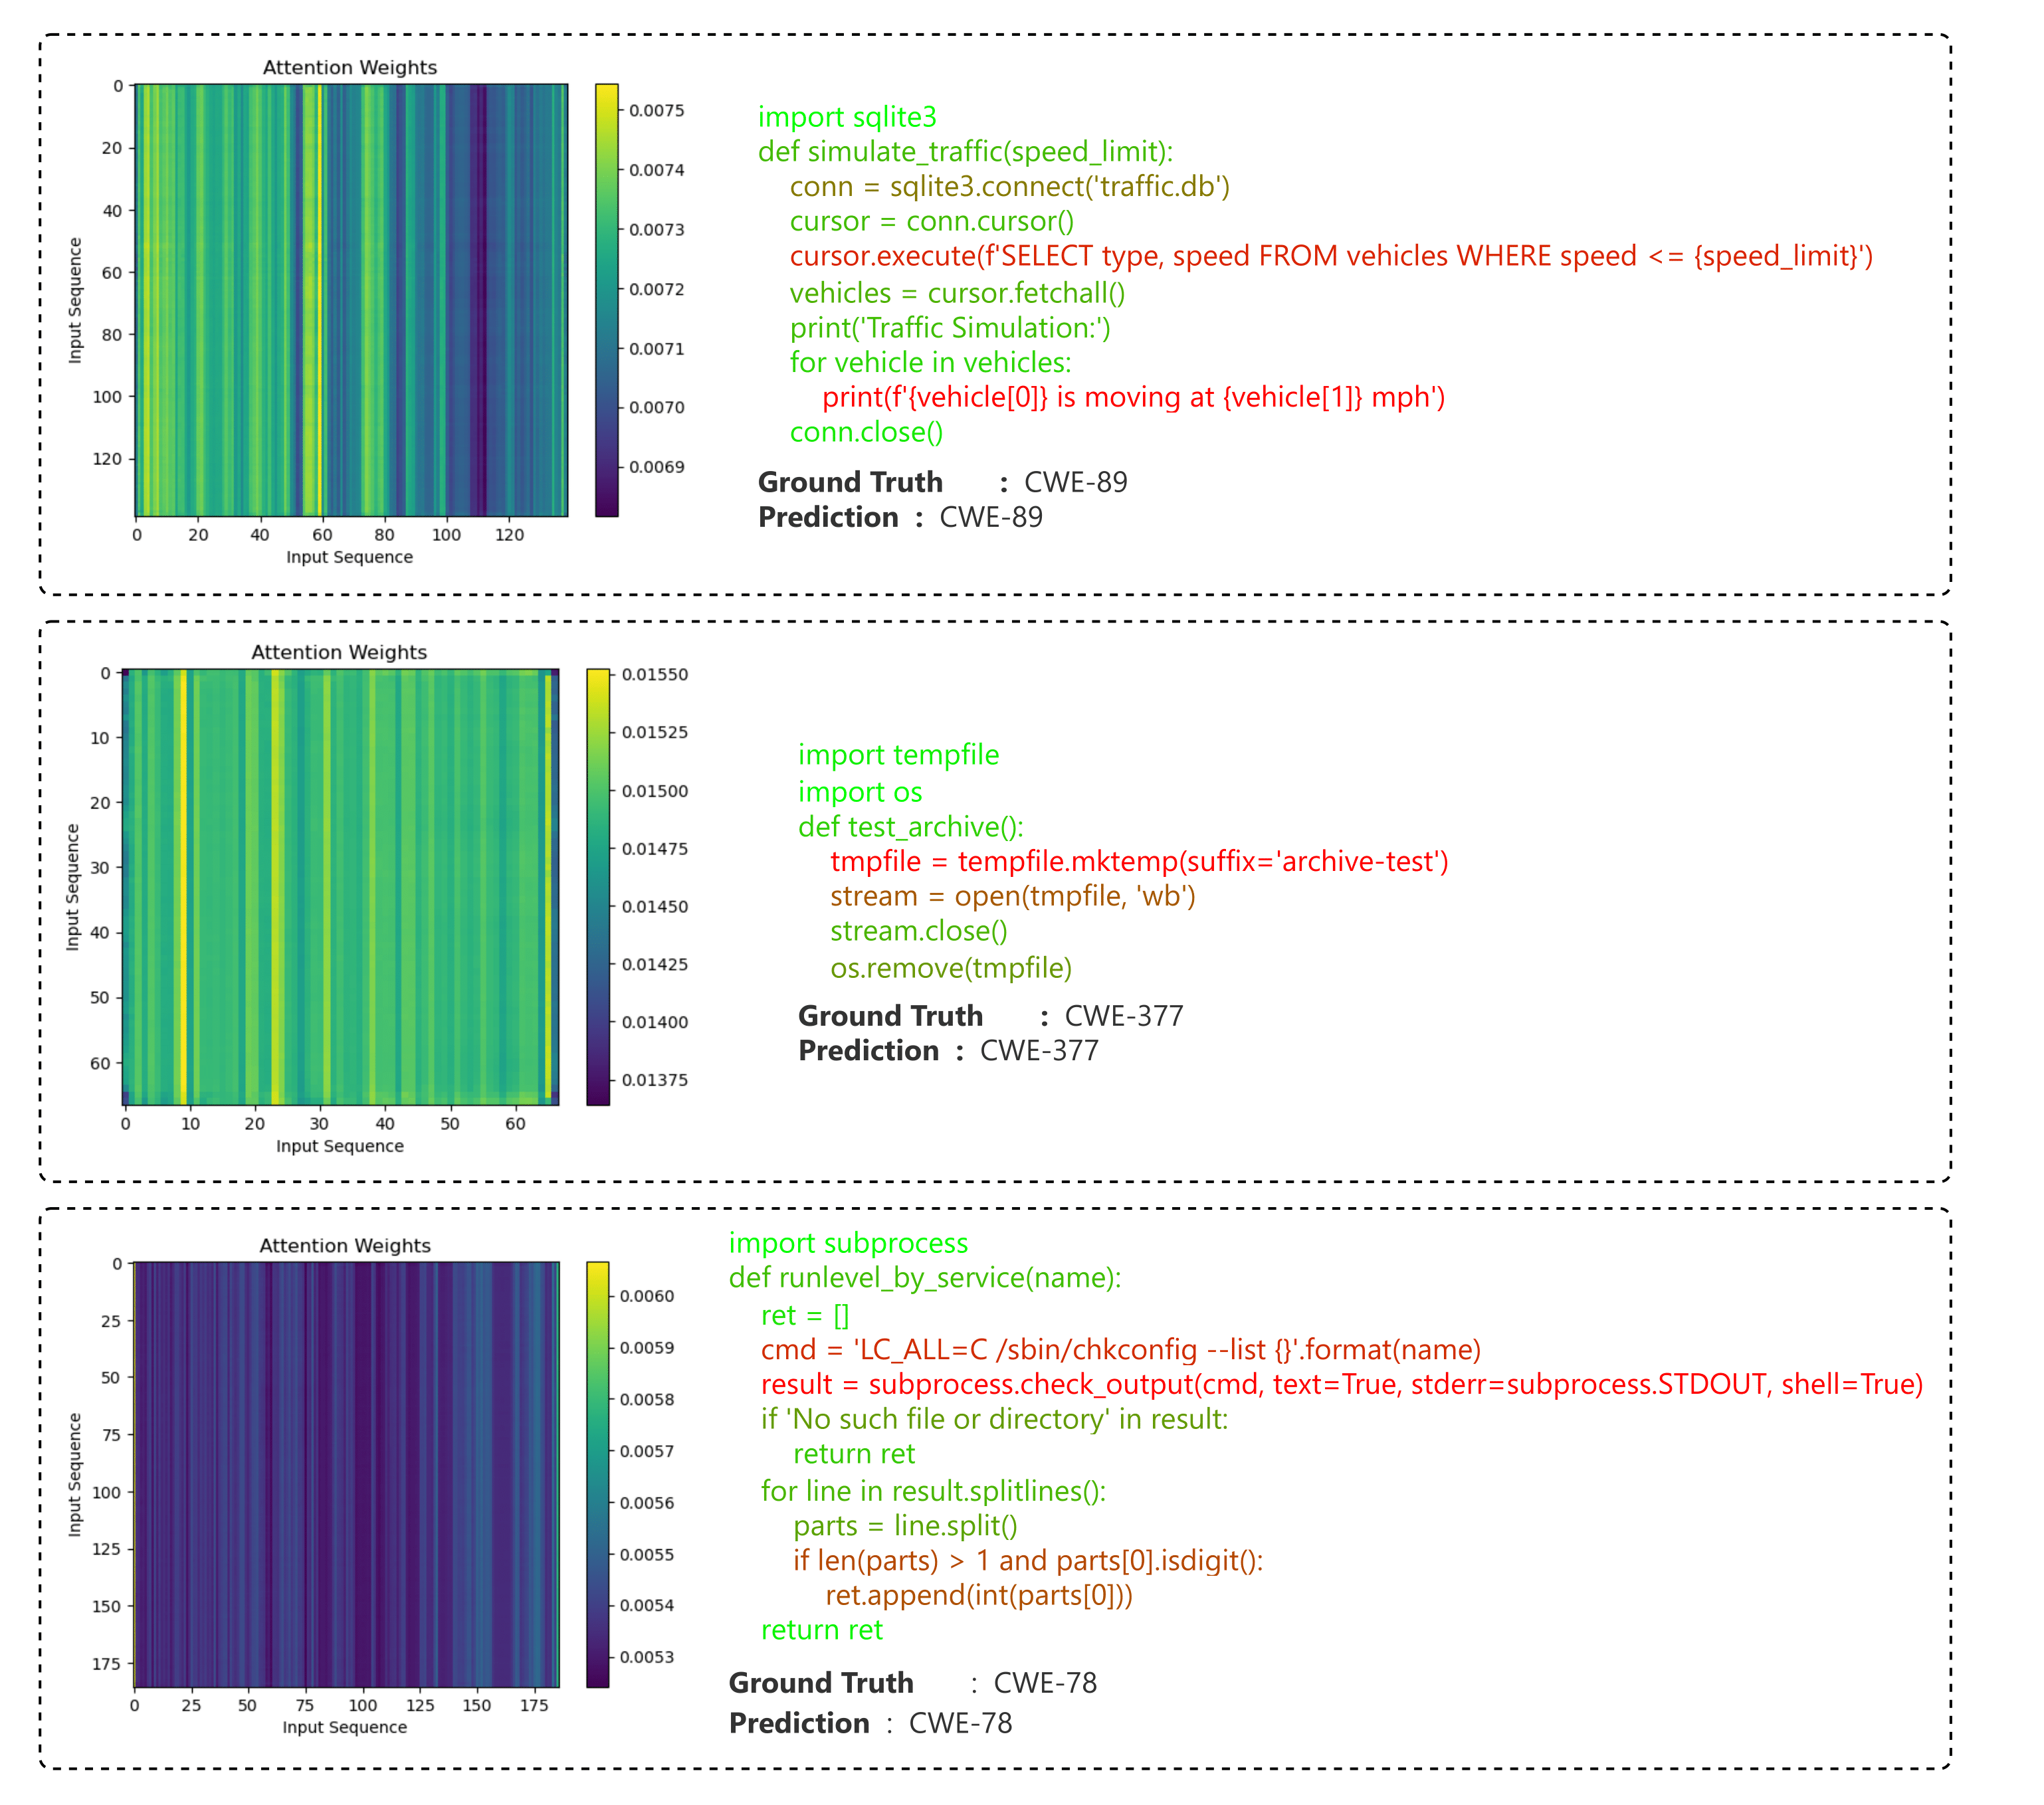 Attention Weights
0
20
40
60
80
100
120
Input Sequence
0 20 40 60 80 100 120
Input Sequence
0.0075
0.0074
0.0073
0.0072
0.0071
0.0070
0.0069
import sqlite3
def simulate_traffic(speed_limit):
conn = sqlite3.connect('traffic.db')
cursor = conn.cursor()
cursor.execute(f'SELECT type, speed FROM vehicles WHERE speed <= {speed_limit}')
vehicles = cursor.fetchall()
print('Traffic Simulation:')
for vehicle in vehicles:
print(f'{vehicle[0]} is moving at {vehicle[1]} mph')
conn.close()
Ground Truth : CWE-89
Prediction : CWE-89
Attention Weights
0
10
20
30
40
50
60
Input Sequence
0 10 20 30 40 50 60
Input Sequence
0.01550
0.01525
0.01500
0.01475
0.01450
0.01425
0.01400
0.01375
import tempfile
import os
def test_archive():
tmpfile = tempfile.mktemp(suffix='archive-test')
stream = open(tmpfile, 'wb')
stream.close()
os.remove(tmpfile)
Ground Truth : CWE-377
Prediction : CWE-377
Attention Weights
0
25
50
75
100
125
150
175
Input Sequence
0 25 50 75 100 125 150 175
Input Sequence
0.0060
0.0059
0.0058
0.0057
0.0056
0.0055
0.0054
0.0053
import subprocess
def runlevel_by_service(name):
ret = []
cmd = 'LC_ALL=C /sbin/chkconfig --list {}'.format(name)
result = subprocess.check_output(cmd, text=True, stderr=subprocess.STDOUT, shell=True)
if 'No such file or directory' in result:
return ret
for line in result.splitlines():
parts = line.split()
if len(parts) > 1 and parts[0].isdigit():
ret.append(int(parts[0]))
return ret
Ground Truth : CWE-78
Prediction : CWE-78